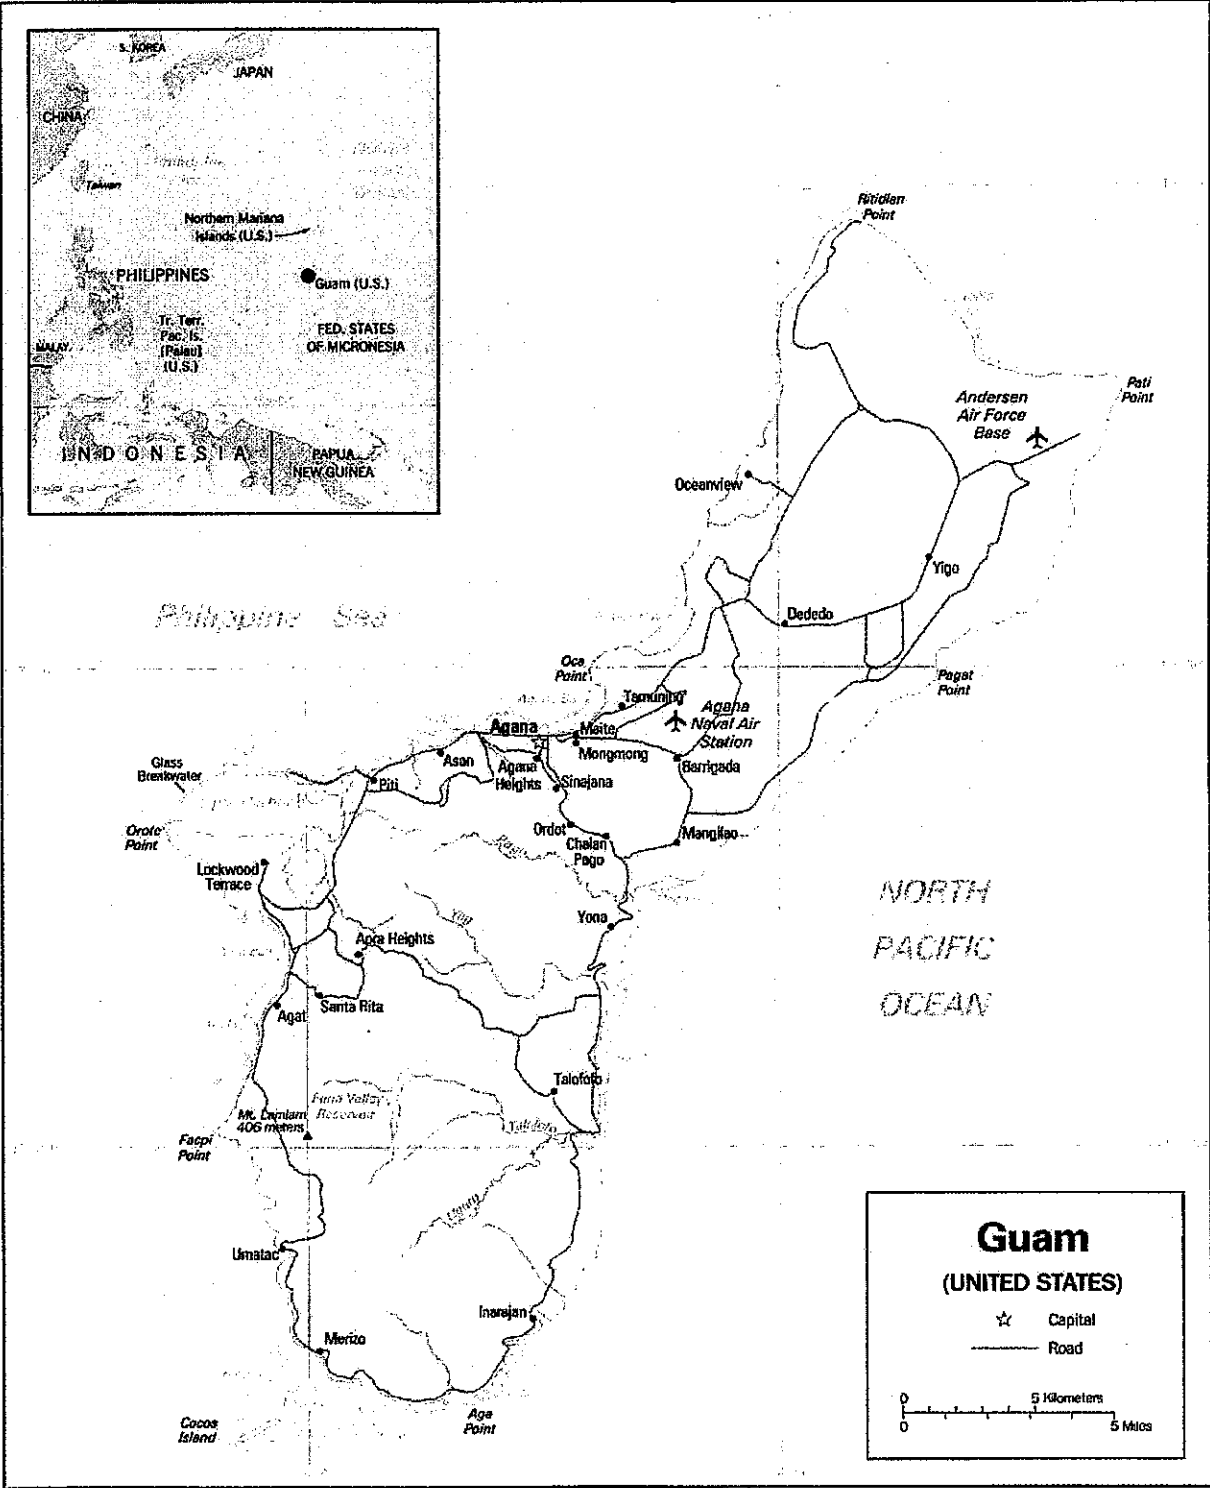 S. KOREA
JAPAN
CHINA
Taiwan
Northern Mariana
Islands (U.S.)
PHILIPPINES
Guam (U.S.)
Tr. Terr.
Pac. Is.
(Palau)
(U.S.)
FED. STATES
OF MICRONESIA
MALAY.
INDONESIA
PAPUA
NEW GUINEA
Ritidian
Point
Pati
Point
Andersen
Air Force
Base
Oceanview
Yigo
Philippine Sea
Dededo
Oca
Point
Pagat
Point
Tamuning
Agana
Naval Air
Station
Agana
Maite
Mongmong
Asan
Agana
Heights
Barrigada
Glass
Breakwater
Piti
Sinajana
Orote
Point
Ordot
Chalan
Pago
Mangilao
Pago
Lockwood
Terrace
NORTH
PACIFIC
OCEAN
Yona
Apra Heights
Santa Rita
Agat
Talofofo
Fena Valley
Reservoir
Mt. Lamlam
406 meters
Talofofo
Facpi
Point
Umatac
Inarajan
Merizo
Aga
Point
Cocos
Island
Guam
(UNITED STATES)
Capital
Road
0 5 Kilometers
0 5 Miles